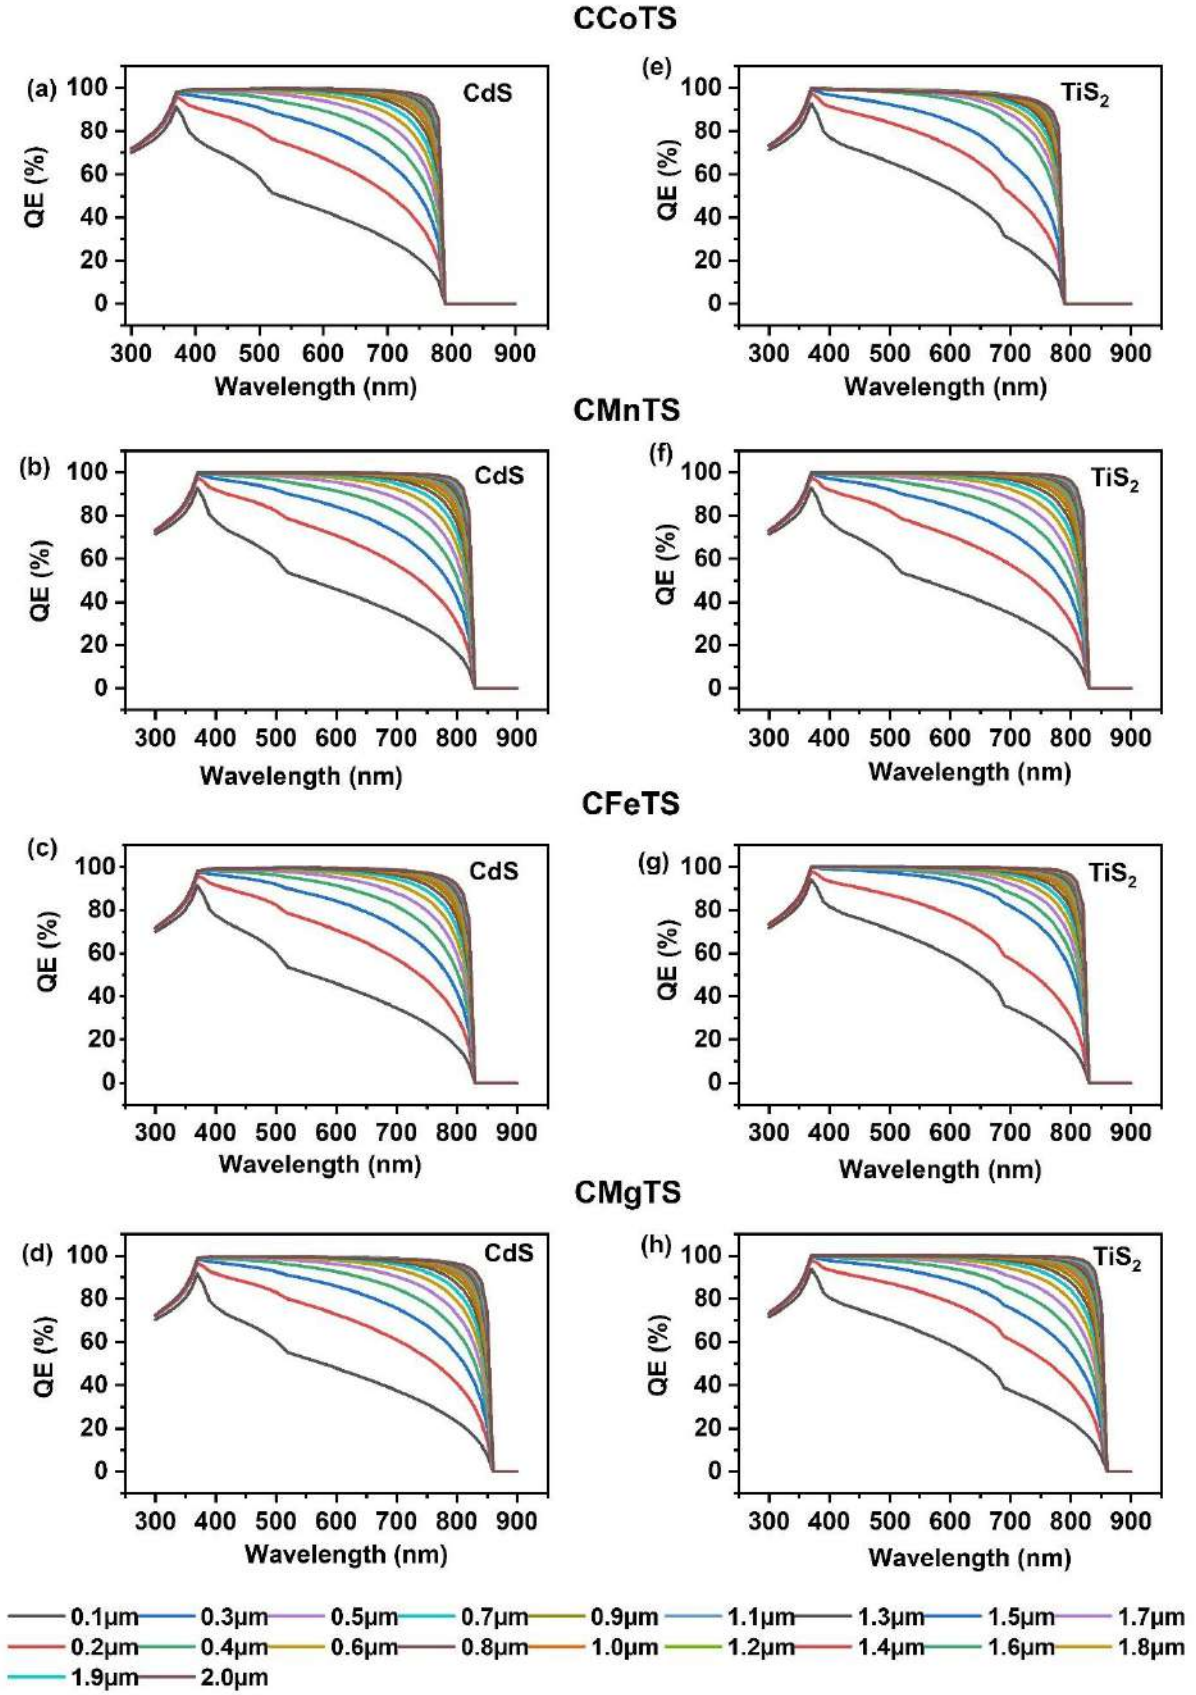 CCoTS
(a)
CdS
QE (%)
100
80
60
40
20
0
300 400 500 600 700 800 900
Wavelength (nm)
(e)
TiS2
QE (%)
100
80
60
40
20
0
300 400 500 600 700 800 900
Wavelength (nm)
CMnTS
(b)
CdS
QE (%)
100
80
60
40
20
0
300 400 500 600 700 800 900
Wavelength (nm)
(f)
TiS2
QE (%)
100
80
60
40
20
0
300 400 500 600 700 800 900
Wavelength (nm)
CFeTS
(c)
CdS
QE (%)
100
80
60
40
20
0
300 400 500 600 700 800 900
Wavelength (nm)
(g)
TiS2
QE (%)
100
80
60
40
20
0
300 400 500 600 700 800 900
Wavelength (nm)
CMgTS
(d)
CdS
QE (%)
100
80
60
40
20
0
300 400 500 600 700 800 900
Wavelength (nm)
(h)
TiS2
QE (%)
100
80
60
40
20
0
300 400 500 600 700 800 900
Wavelength (nm)
0.1µm 0.3µm 0.5µm 0.7µm 0.9µm 1.1µm 1.3µm 1.5µm 1.7µm
0.2µm 0.4µm 0.6µm 0.8µm 1.0µm 1.2µm 1.4µm 1.6µm 1.8µm
1.9µm 2.0µm